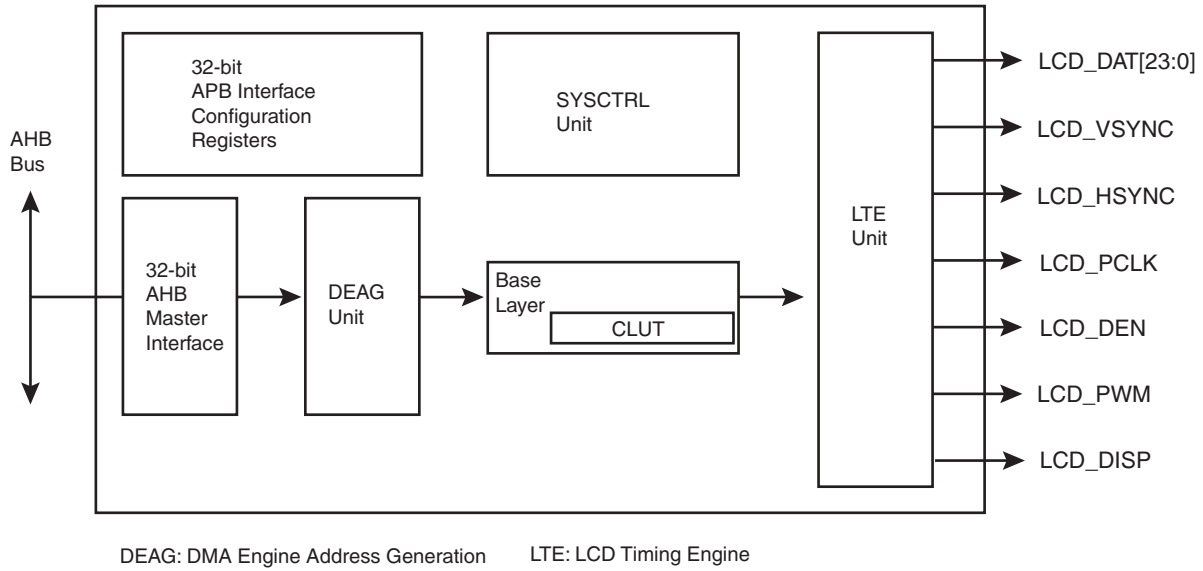 AHB
Bus
32-bit
APB Interface
Configuration
Registers
SYSCTRL
Unit
32-bit
AHB
Master
Interface
DEAG
Unit
Base
Layer
CLUT
LTE
Unit
LCD_DAT[23:0]
LCD_VSYNC
LCD_HSYNC
LCD_PCLK
LCD_DEN
LCD_PWM
LCD_DISP
DEAG: DMA Engine Address Generation
LTE: LCD Timing Engine